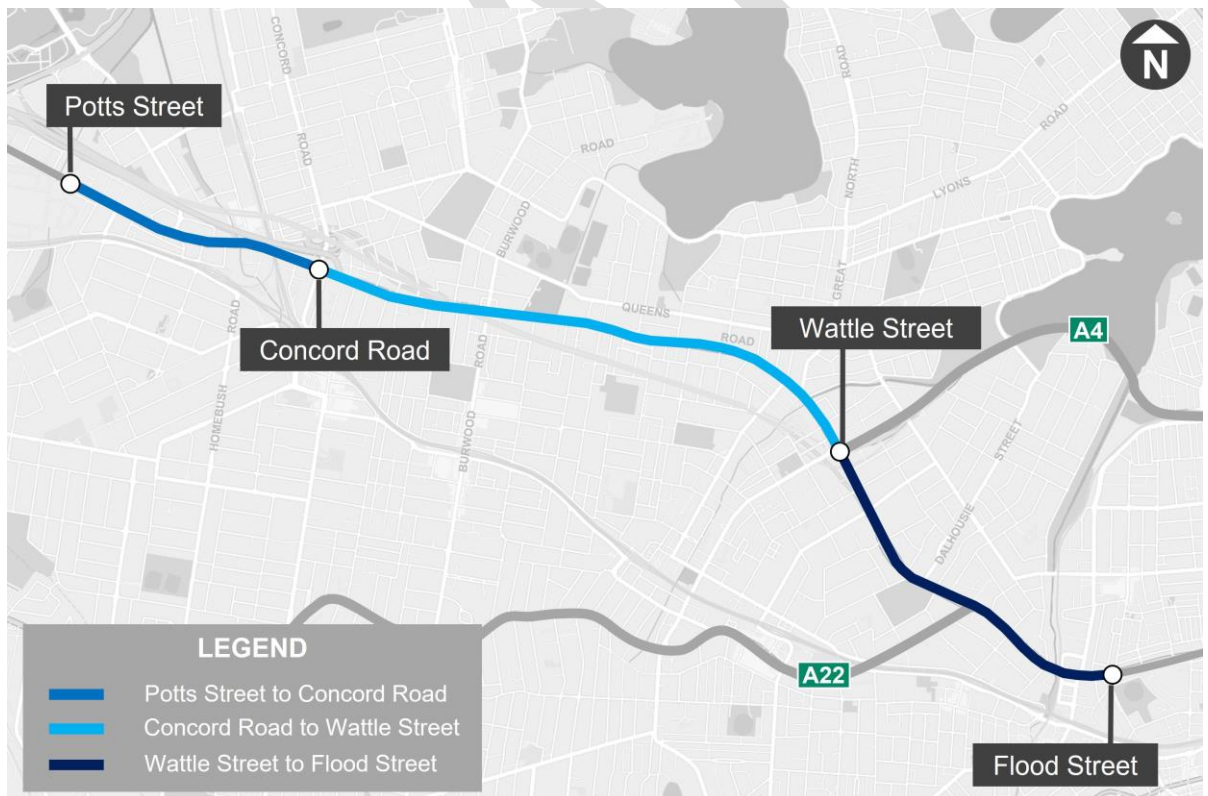 N
Potts Street
CONCORD
ROAD
ROAD
BURWOOD
ROAD
NORTH
LYONS
ROAD
GREAT
QUEENS
ROAD
Wattle Street
A4
Concord Road
ROAD
HOMEBUSH
ROAD
BURWOOD
STREET
DALHOUSIE
A22
LEGEND
Potts Street to Concord Road
Concord Road to Wattle Street
Wattle Street to Flood Street
Flood Street